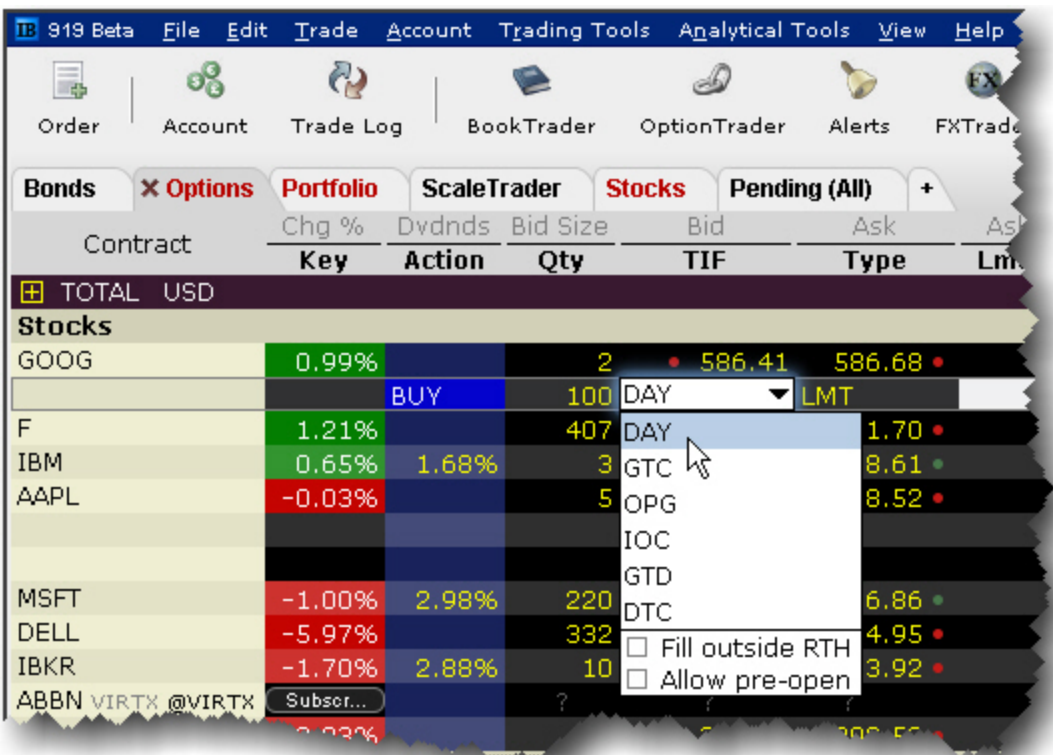 IB 919 Beta File Edit Trade Account Trading Tools Analytical Tools View Help
Order Account Trade Log BookTrader OptionTrader Alerts
FX
Bonds Options Portfolio ScaleTrader Stocks Pending (All) +
Contract
Chg % Dvdnds Bid Size Bid Ask
Key Action Qty TIF Type
TOTAL USD
Stocks
GOOG 0.99% 2 586.41 586.68
BUY 100 DAY LMT
F 1.21% 407 DAY 1.70
IBM 0.65% 1.68% 3 GTC 8.61
AAPL -0.03% 5 OPG 8.52
IOC
GTD
MSFT -1.00% 2.98% 220 DTC 6.86
DELL -5.97% 332 Fill outside RTH 4.95
IBKR -1.70% 2.88% 10 Allow pre-open 3.92
ABBN VIRTX @VIRTX Subscr... ? ? ?